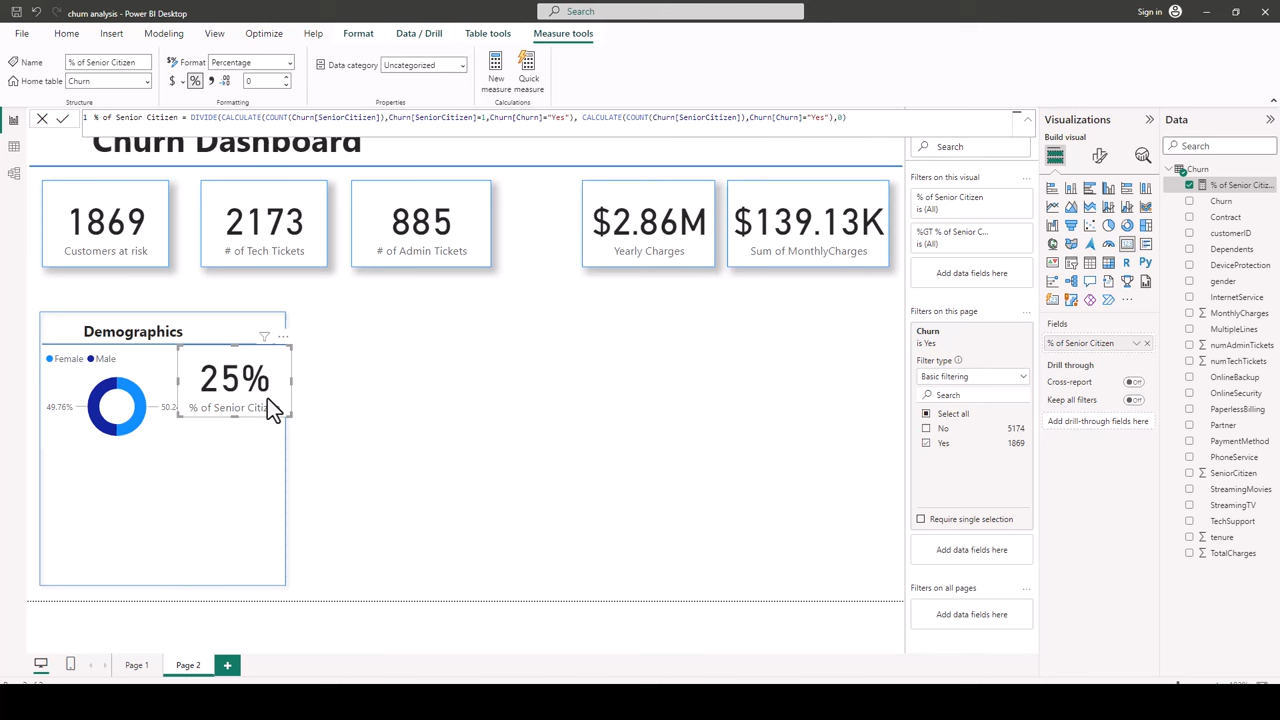 churn analysis - Power BI Desktop
Search
Sign in
File
Home
Insert
Modeling
View
Optimize
Help
Format
Data / Drill
Table tools
Measure tools
Name
% of Senior Citizen
Home table
Churn
Structure
Format
Percentage
$
%
0
Formatting
Data category
Uncategorized
Properties
New measure
Quick measure
Calculations
1 % of Senior Citizen = DIVIDE(CALCULATE(COUNT(Churn[SeniorCitizen]),Churn[SeniorCitizen]=1,Churn[Churn]="Yes"), CALCULATE(COUNT(Churn[SeniorCitizen]),Churn[Churn]="Yes"),0)
Churn Dashboard
1869
Customers at risk
2173
# of Tech Tickets
885
# of Admin Tickets
$2.86M
Yearly Charges
$139.13K
Sum of MonthlyCharges
Demographics
Female
Male
49.76%
50.2
25%
% of Senior Citiz
Search
Filters on this visual
% of Senior Citizen
is (All)
%GT % of Senior C...
is (All)
Add data fields here
Filters on this page
Churn
is Yes
Filter type
Basic filtering
Search
Select all
No 5174
Yes 1869
Require single selection
Add data fields here
Filters on all pages
Add data fields here
Visualizations
Build visual
R
Py
Fields
% of Senior Citizen
Drill through
Cross-report
Off
Keep all filters
Off
Add drill-through fields here
Data
Search
Churn
% of Senior Citiz...
Churn
Contract
customerID
Dependents
DeviceProtection
gender
InternetService
MonthlyCharges
MultipleLines
numAdminTickets
numTechTickets
OnlineBackup
OnlineSecurity
PaperlessBilling
Partner
PaymentMethod
PhoneService
SeniorCitizen
StreamingMovies
StreamingTV
TechSupport
tenure
TotalCharges
Page 1
Page 2